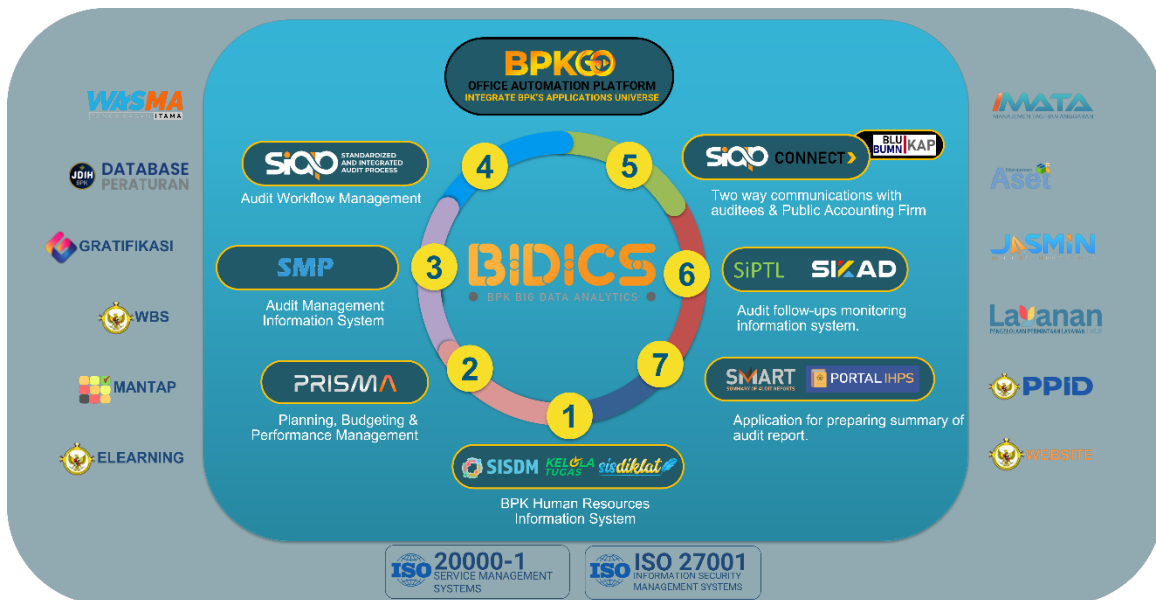 BPKGO
OFFICE AUTOMATION PLATFORM
INTEGRATE BPK'S APPLICATIONS UNIVERSE
WASMA
ITAMA
JDIH
BPK
DATABASE
PERATURAN
GRATIFIKASI
WBS
MANTAP
ELEARNING
4
SiAP
STANDARDIZED
AND INTEGRATED
AUDIT PROCESS
Audit Workflow Management
3
SMP
Audit Management
Information System
2
PRISMA
Planning, Budgeting &
Performance Management
BIDICS
BPK BIG DATA ANALYTICS
1
SISDM
KELOLA
TUGAS
sisdiklat
BPK Human Resources
Information System
5
SiAP CONNECT
BLU
BUMN
KAP
Two way communications with
auditees & Public Accounting Firm
6
SiPTL
SIKAD
Audit follow-ups monitoring
information system.
7
SMART
SUMMARY OF AUDIT REPORTS
PORTAL IHPS
Application for preparing summary of
audit report.
iMATA
Aset
JASMiN
Layanan
PPID
WEBSITE
ISO
20000-1
SERVICE MANAGEMENT
SYSTEMS
ISO
ISO 27001
INFORMATION SECURITY
MANAGEMENT SYSTEMS